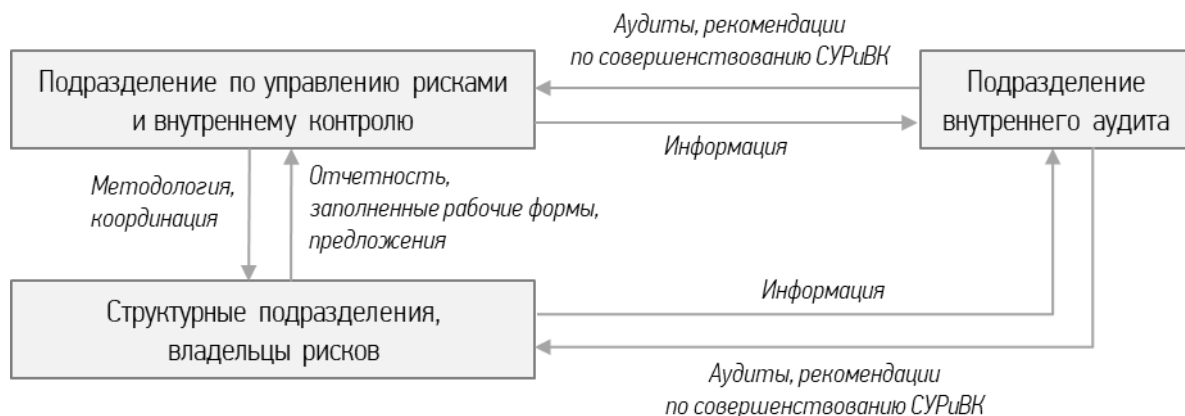 Аудиты, рекомендации
по совершенствованию СУРиВК
Подразделение по управлению рисками
и внутреннему контролю
Подразделение
внутреннего аудита
Информация
Методология,
координация
Отчетность,
заполненные рабочие формы,
предложения
Структурные подразделения,
владельцы рисков
Информация
Аудиты, рекомендации
по совершенствованию СУРиВК